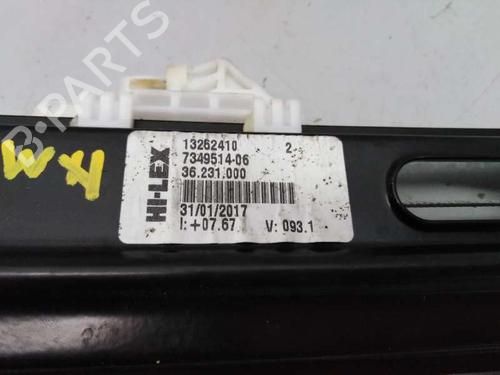 13262410 2
7349514-06
36.231.000
HI-LEX
31/01/2017
I: +07.67 V: 093.1
B-PARTS